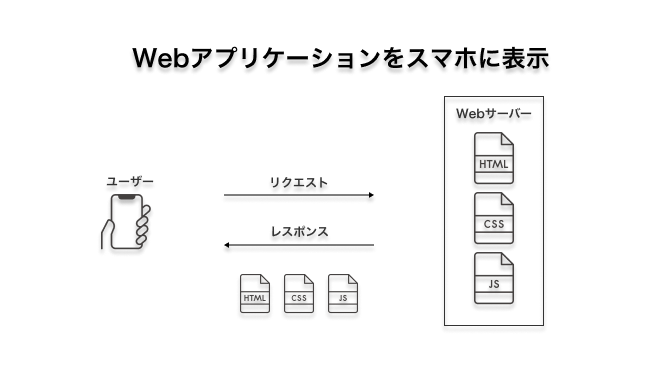 Webアプリケーションをスマホに表示
Webサーバー
HTML
CSS
JS
ユーザー
リクエスト
レスポンス
HTML CSS JS